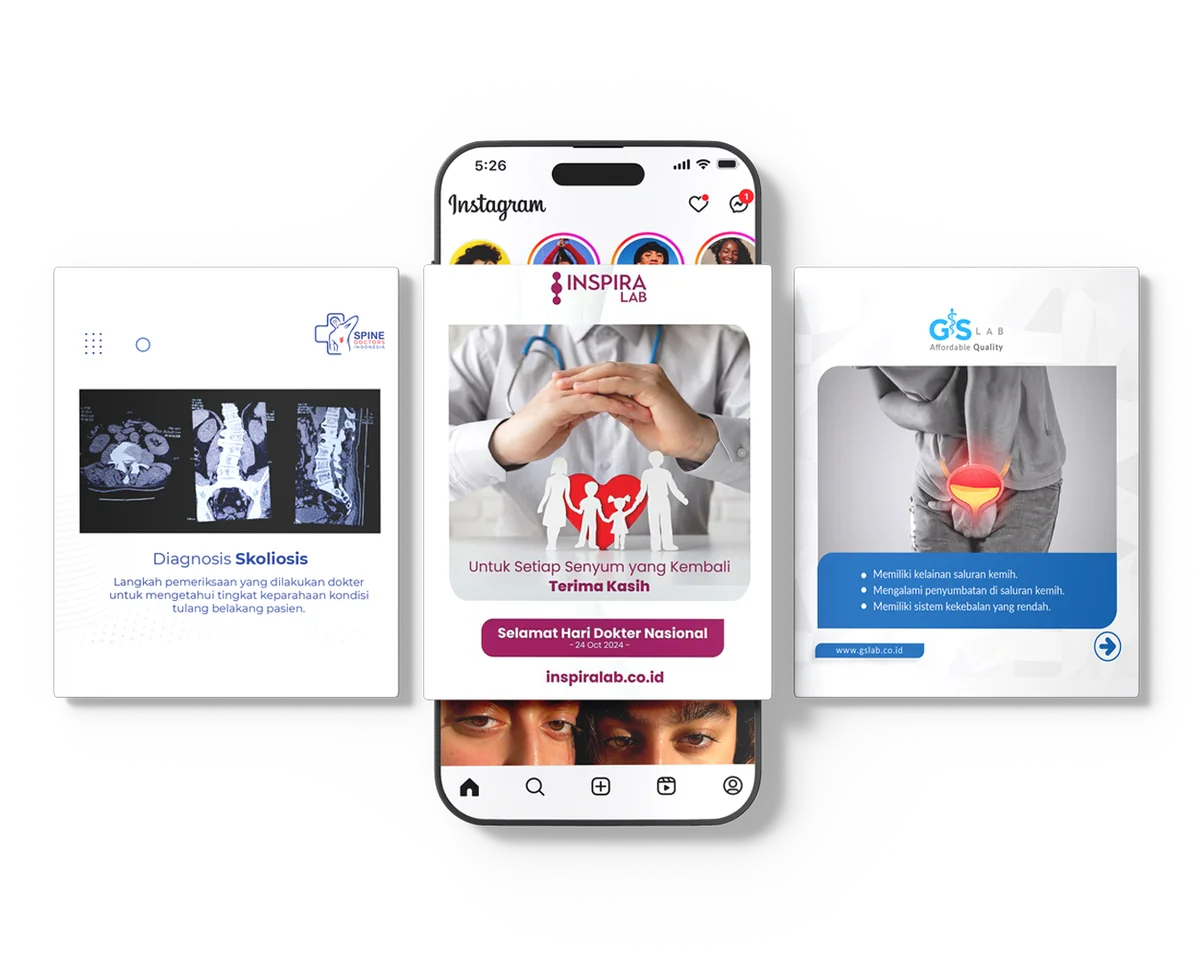 5:26
Instagram
1
SPINE
DOCTORS
INDONESIA
Diagnosis Skoliosis
Langkah pemeriksaan yang dilakukan dokter
untuk mengetahui tingkat keparahaan kondisi
tulang belakang pasien.
INSPIRA
LAB
Untuk Setiap Senyum yang Kembali
Terima Kasih
Selamat Hari Dokter Nasional
- 24 Oct 2024 -
inspiralab.co.id
GS LAB
Affordable Quality
Memiliki kelainan saluran kemih.
Mengalami penyumbatan di saluran kemih.
Memiliki sistem kekebalan yang rendah.
www.gslab.co.id